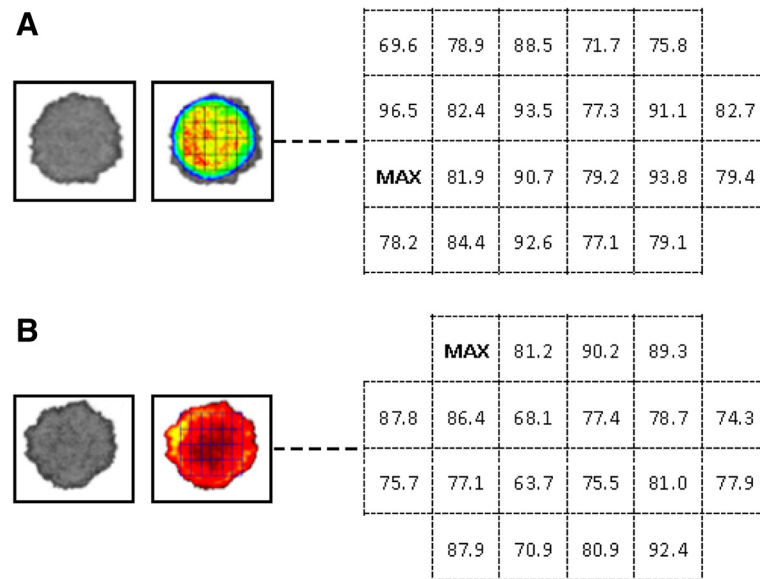 A
69.6 78.9 88.5 71.7 75.8
96.5 82.4 93.5 77.3 91.1 82.7
MAX 81.9 90.7 79.2 93.8 79.4
78.2 84.4 92.6 77.1 79.1
B
MAX 81.2 90.2 89.3
87.8 86.4 68.1 77.4 78.7 74.3
75.7 77.1 63.7 75.5 81.0 77.9
87.9 70.9 80.9 92.4